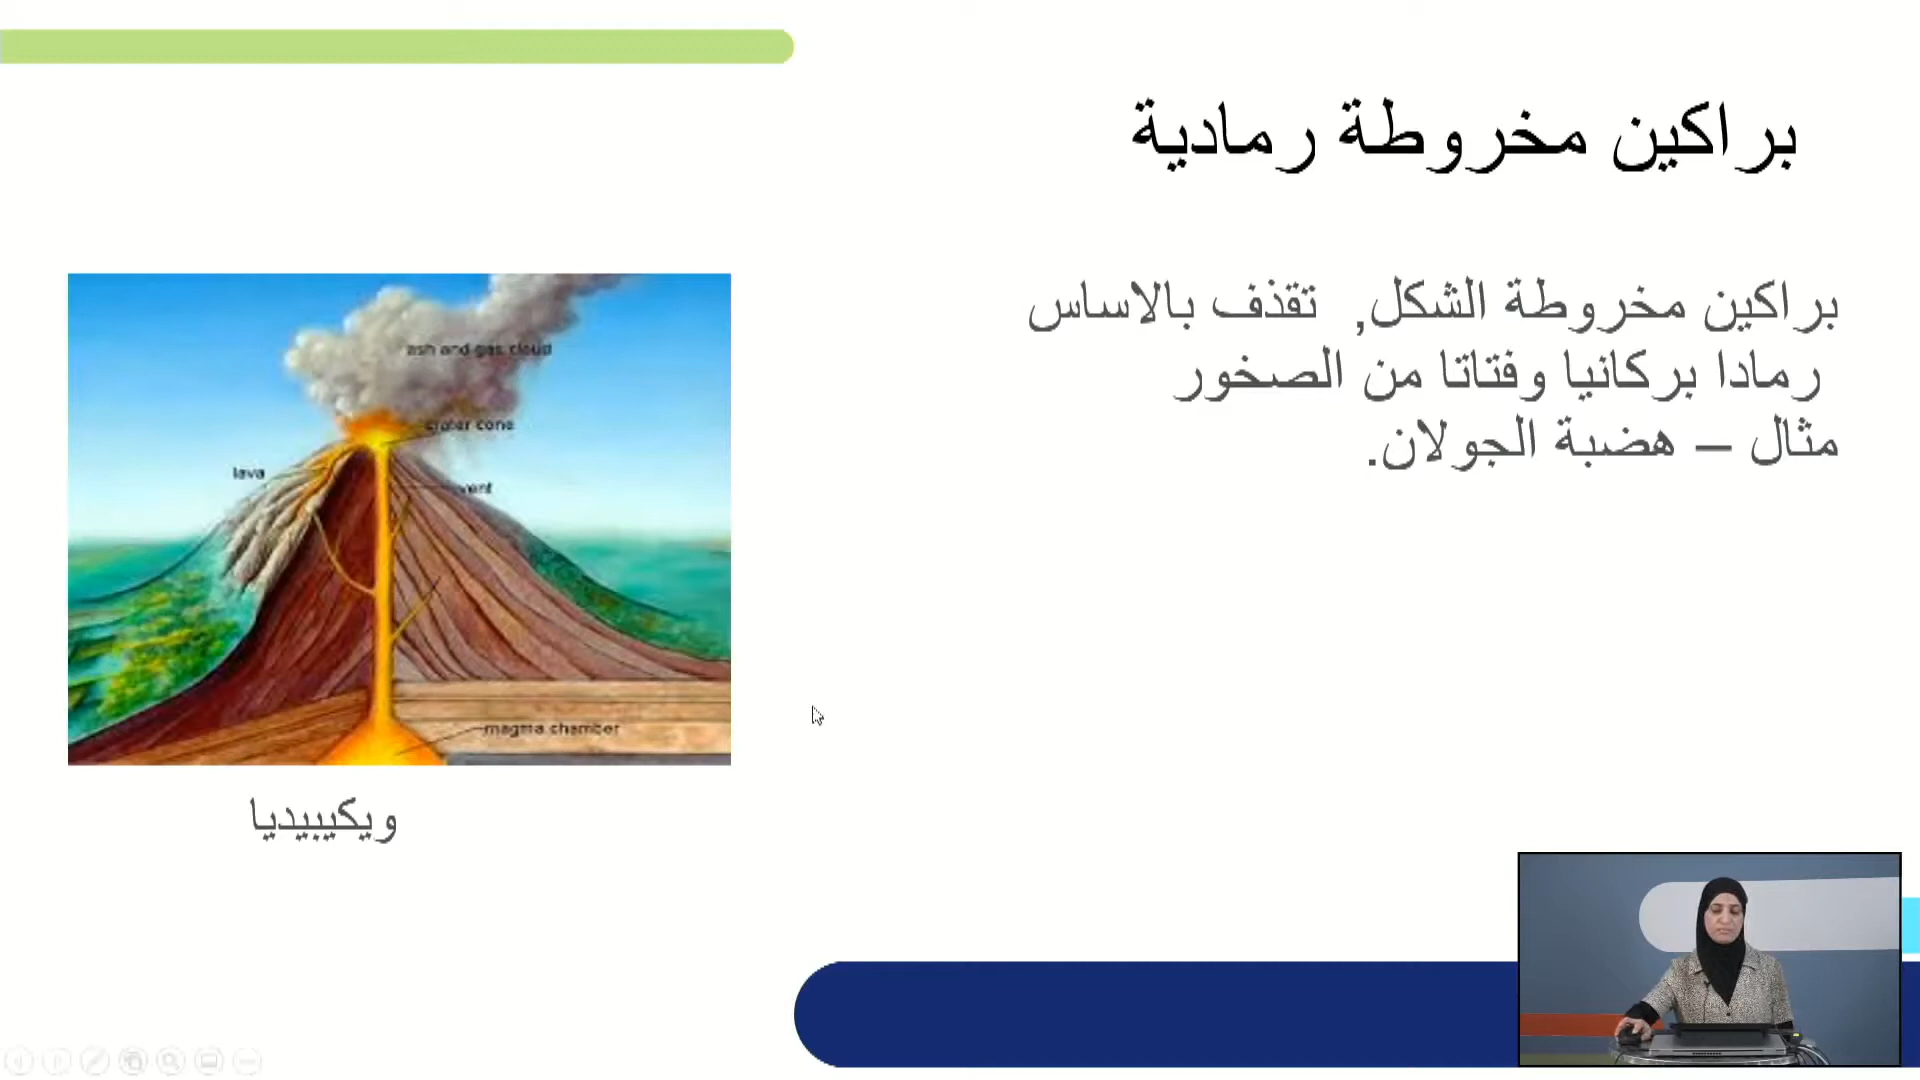 براكين مخروطة رمادية
براكين مخروطة الشكل, تقذف بالاساس
رمادا بركانيا وفتاتا من الصخور
مثال – هضبة الجولان.
ash and gas cloud
crater cone
lava
vent
magma chamber
ويكيبيديا